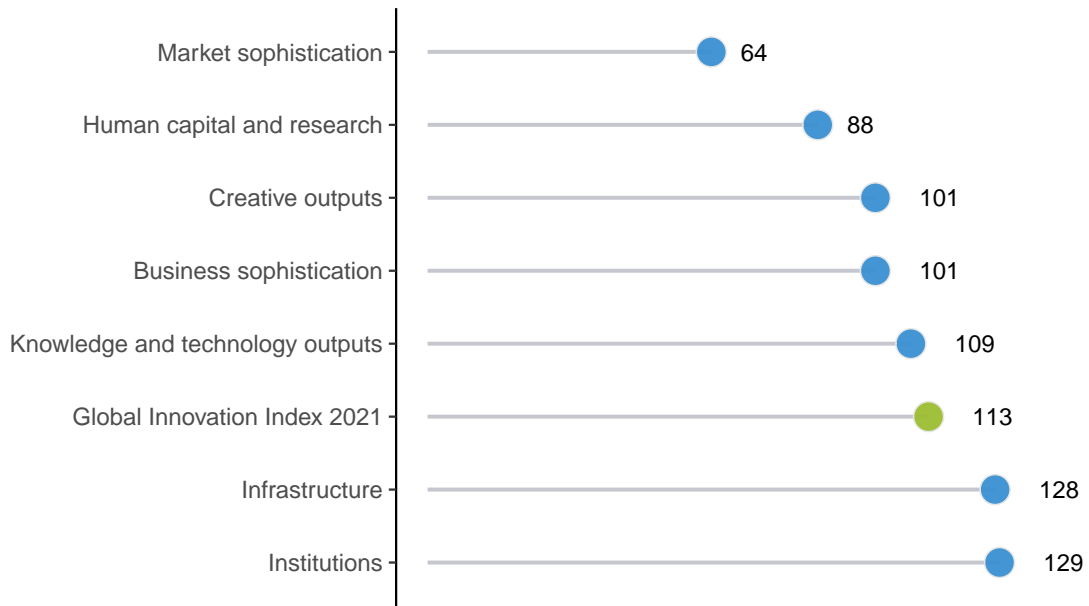 Market sophistication 64
Human capital and research 88
Creative outputs 101
Business sophistication 101
Knowledge and technology outputs 109
Global Innovation Index 2021 113
Infrastructure 128
Institutions 129